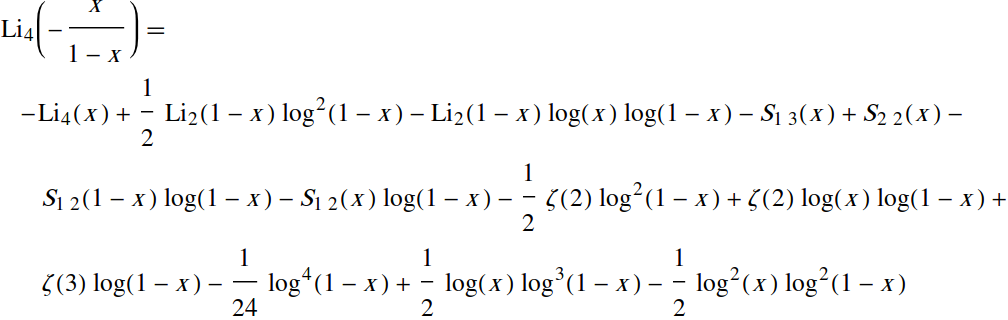 Li₄(−x/(1 − x)) =
−Li₄(x) + 1/2 Li₂(1 − x) log²(1 − x) − Li₂(1 − x) log(x) log(1 − x) − S₁ ₃(x) + S₂ ₂(x) −
S₁ ₂(1 − x) log(1 − x) − S₁ ₂(x) log(1 − x) − 1/2 ζ(2) log²(1 − x) + ζ(2) log(x) log(1 − x) +
ζ(3) log(1 − x) − 1/24 log⁴(1 − x) + 1/2 log(x) log³(1 − x) − 1/2 log²(x) log²(1 − x)